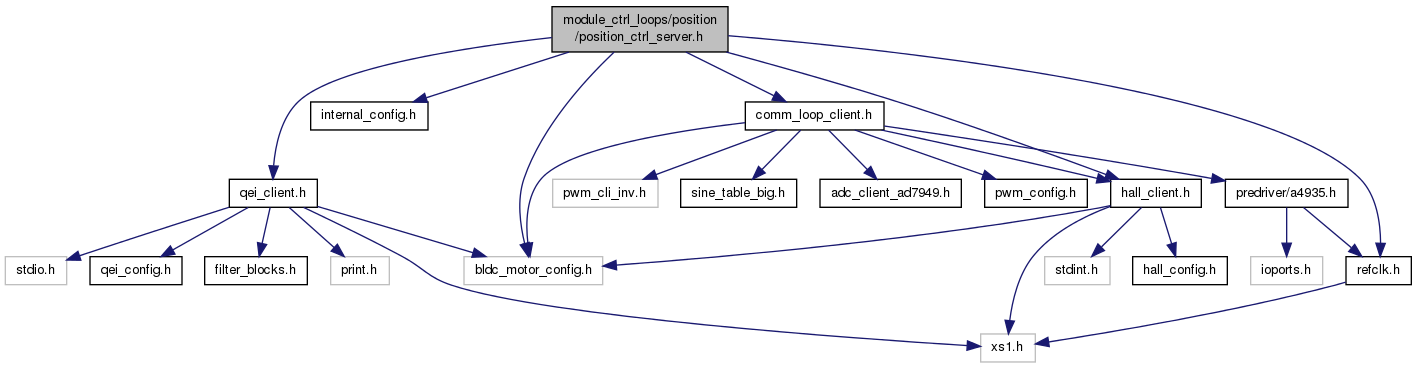 module_ctrl_loops/position
/position_ctrl_server.h
internal_config.h
comm_loop_client.h
qei_client.h
pwm_cli_inv.h
sine_table_big.h
adc_client_ad7949.h
pwm_config.h
hall_client.h
predriver/a4935.h
stdio.h
qei_config.h
filter_blocks.h
print.h
bldc_motor_config.h
stdint.h
hall_config.h
ioports.h
refclk.h
xs1.h